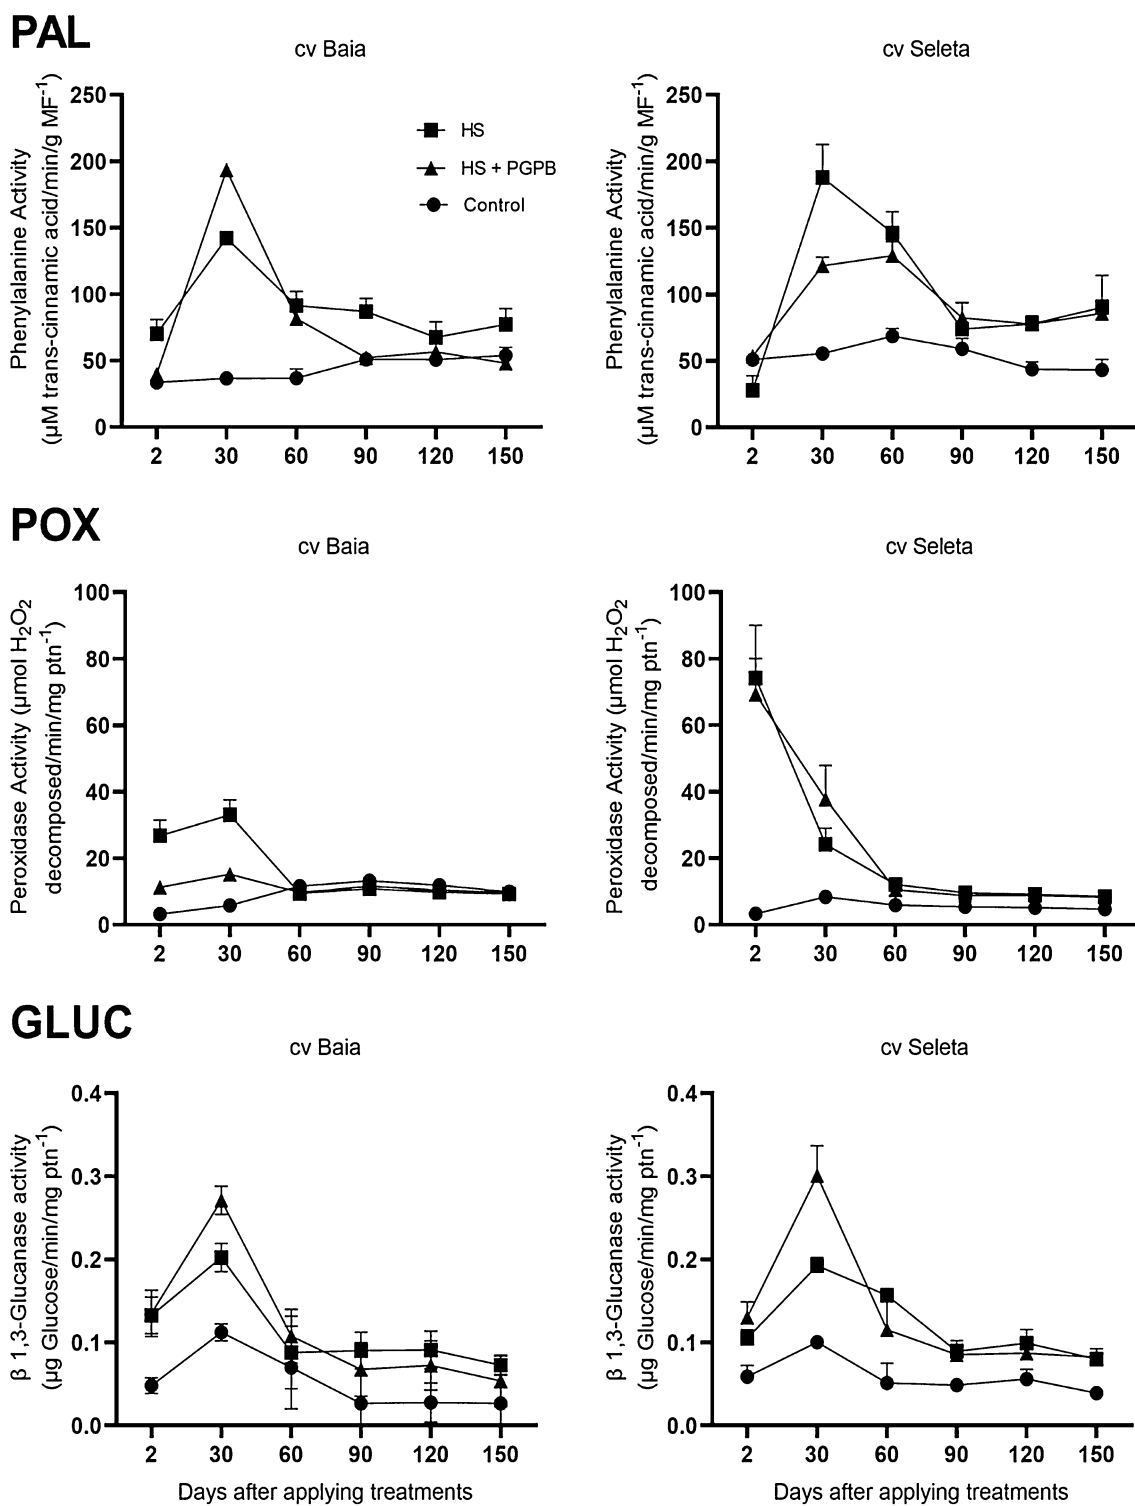 PAL
cv Baia
cv Seleta
Phenylalanine Activity
(µM trans-cinnamic acid/min/g MF⁻¹)
250
200
150
100
50
0
HS
HS + PGPB
Control
2 30 60 90 120 150
Phenylalanine Activity
(µM trans-cinnamic acid/min/g MF⁻¹)
250
200
150
100
50
0
2 30 60 90 120 150
POX
cv Baia
cv Seleta
Peroxidase Activity (µmol H₂O₂
decomposed/min/mg ptn⁻¹)
100
80
60
40
20
0
2 30 60 90 120 150
Peroxidase Activity (µmol H₂O₂
decomposed/min/mg ptn⁻¹)
100
80
60
40
20
0
2 30 60 90 120 150
GLUC
cv Baia
cv Seleta
β 1,3-Glucanase activity
(µg Glucose/min/mg ptn⁻¹)
0.4
0.3
0.2
0.1
0.0
2 30 60 90 120 150
Days after applying treatments
β 1,3-Glucanase activity
(µg Glucose/min/mg ptn⁻¹)
0.4
0.3
0.2
0.1
0.0
2 30 60 90 120 150
Days after applying treatments